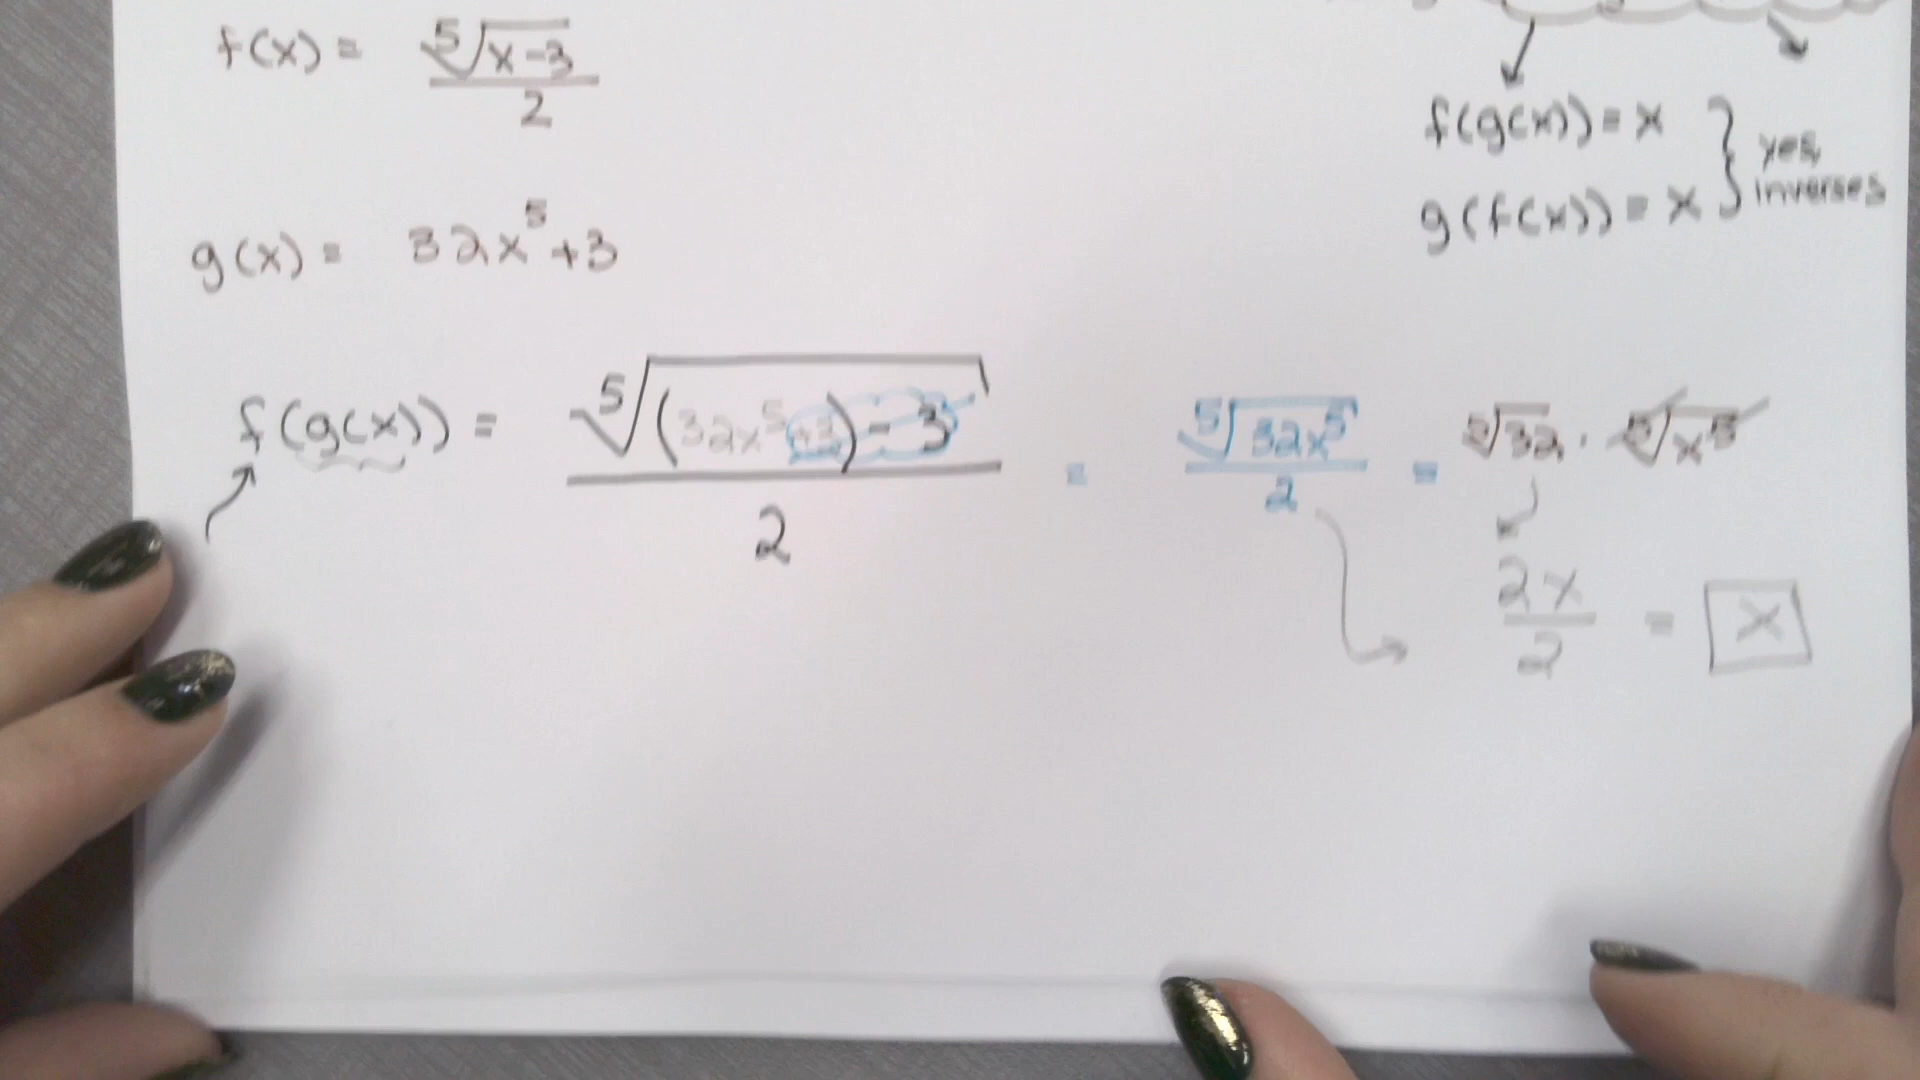 f(x) = ⁵√(x-3) / 2
f(g(x)) = x
yes, inverses
g(f(x)) = x
g(x) = 32x⁵+3
f(g(x)) = ⁵√((32x⁵+3) - 3) / 2 = ⁵√(32x⁵) / 2 = ⁵√32 · ⁵√x⁵
2x / 2 = x